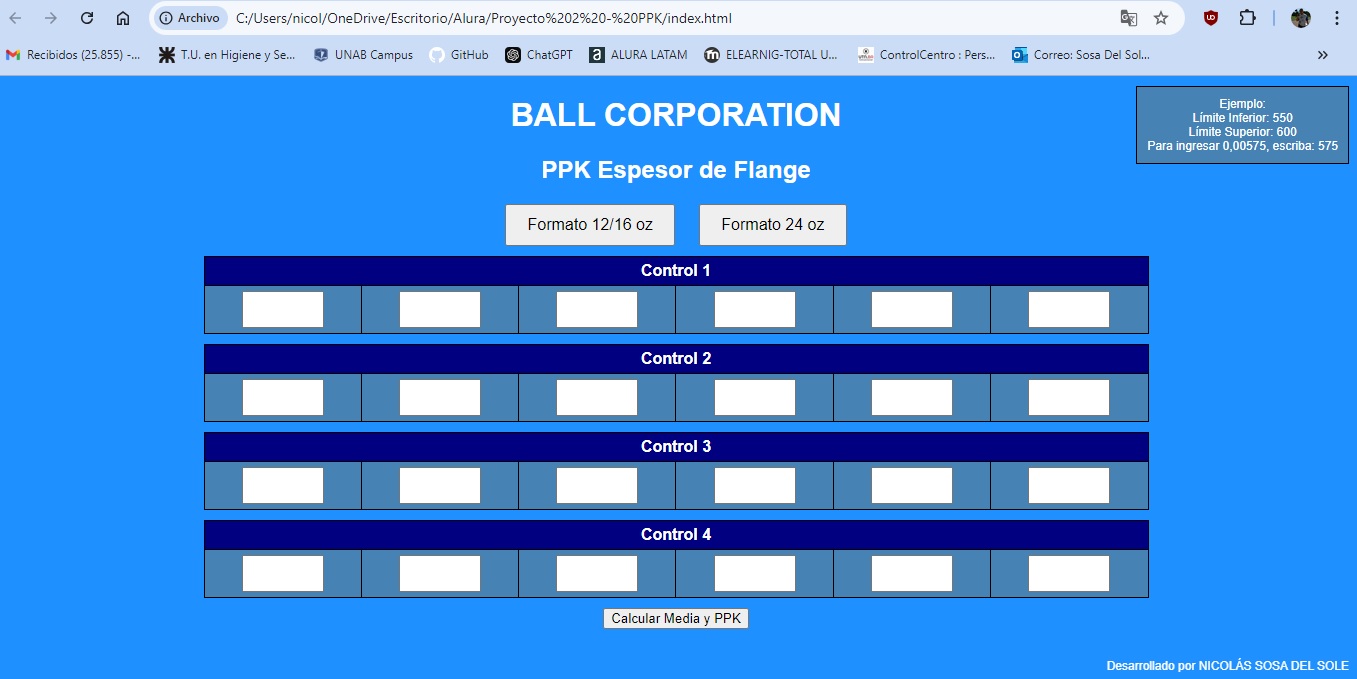 Archivo
C:/Users/nicol/OneDrive/Escritorio/Alura/Proyecto%202%20-%20PPK/index.html
Recibidos (25.855) -...
T.U. en Higiene y Se...
UNAB Campus
GitHub
ChatGPT
ALURA LATAM
ELEARNIG-TOTAL U...
ControlCentro : Pers...
Correo: Sosa Del Sol...
BALL CORPORATION
PPK Espesor de Flange
Ejemplo:
Límite Inferior: 550
Límite Superior: 600
Para ingresar 0,00575, escriba: 575
Formato 12/16 oz
Formato 24 oz
Control 1
Control 2
Control 3
Control 4
Calcular Media y PPK
Desarrollado por NICOLÁS SOSA DEL SOLE